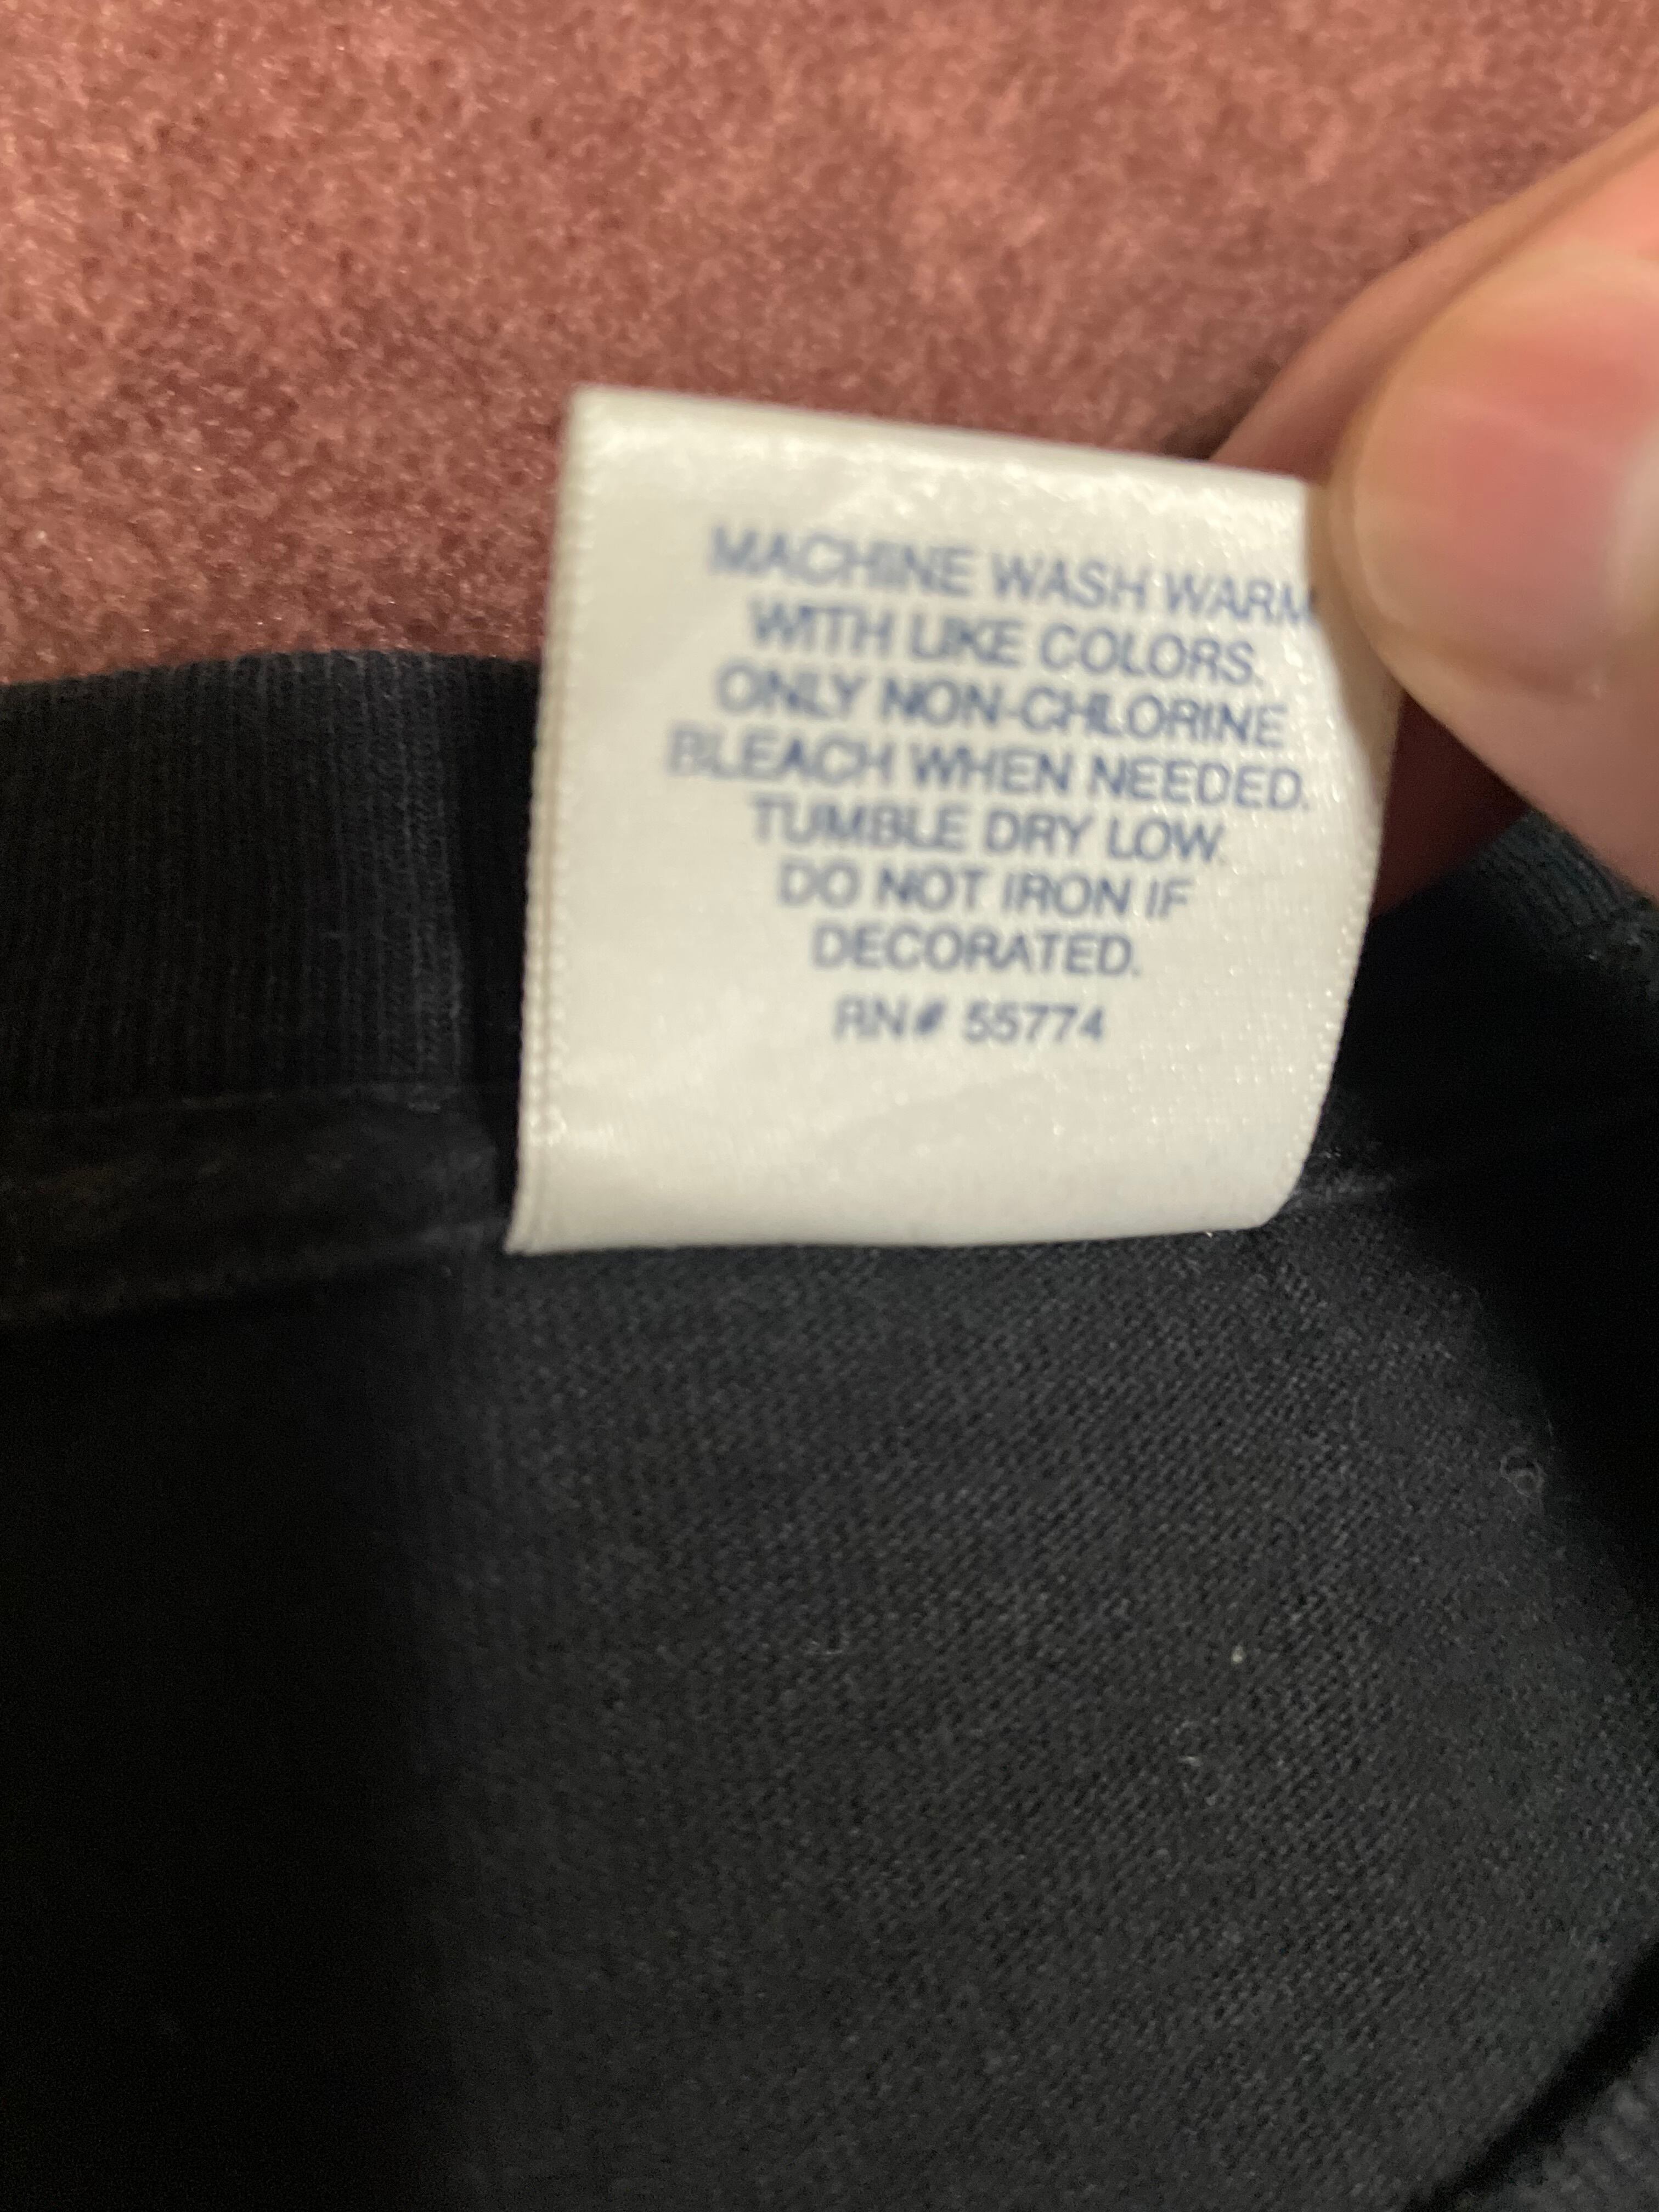 MACHINE WASH WARM
WITH LIKE COLORS.
ONLY NON-CHLORINE
BLEACH WHEN NEEDED.
TUMBLE DRY LOW.
DO NOT IRON IF
DECORATED.
RN# 55774